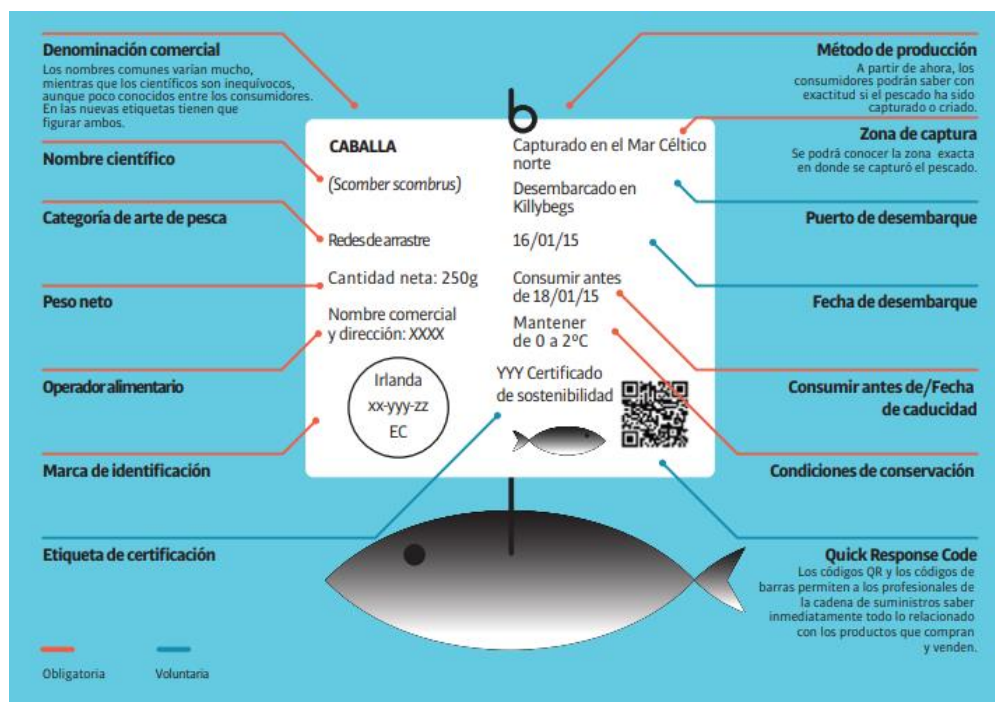 Denominación comercial
Los nombres comunes varían mucho,
mientras que los científicos son inequívocos,
aunque poco conocidos entre los consumidores.
En las nuevas etiquetas tienen que
figurar ambos.
Nombre científico
Categoría de arte de pesca
Peso neto
Operador alimentario
Marca de identificación
Etiqueta de certificación
Obligatoria
Voluntaria
CABALLA
(Scomber scombrus)
Redes de arrastre
Cantidad neta: 250g
Nombre comercial
y dirección: XXXX
Irlanda
xx-yyy-zz
EC
Capturado en el Mar Céltico
norte
Desembarcado en
Killybegs
16/01/15
Consumir antes
de 18/01/15
Mantener
de 0 a 2ºC
YYY Certificado
de sostenibilidad
Método de producción
A partir de ahora, los
consumidores podrán saber con
exactitud si el pescado ha sido
capturado o criado.
Zona de captura
Se podrá conocer la zona exacta
en donde se capturó el pescado.
Puerto de desembarque
Fecha de desembarque
Consumir antes de/Fecha
de caducidad
Condiciones de conservación
Quick Response Code
Los códigos QR y los códigos de
barras permiten a los profesionales de
la cadena de suministros saber
inmediatamente todo lo relacionado
con los productos que compran
y venden.